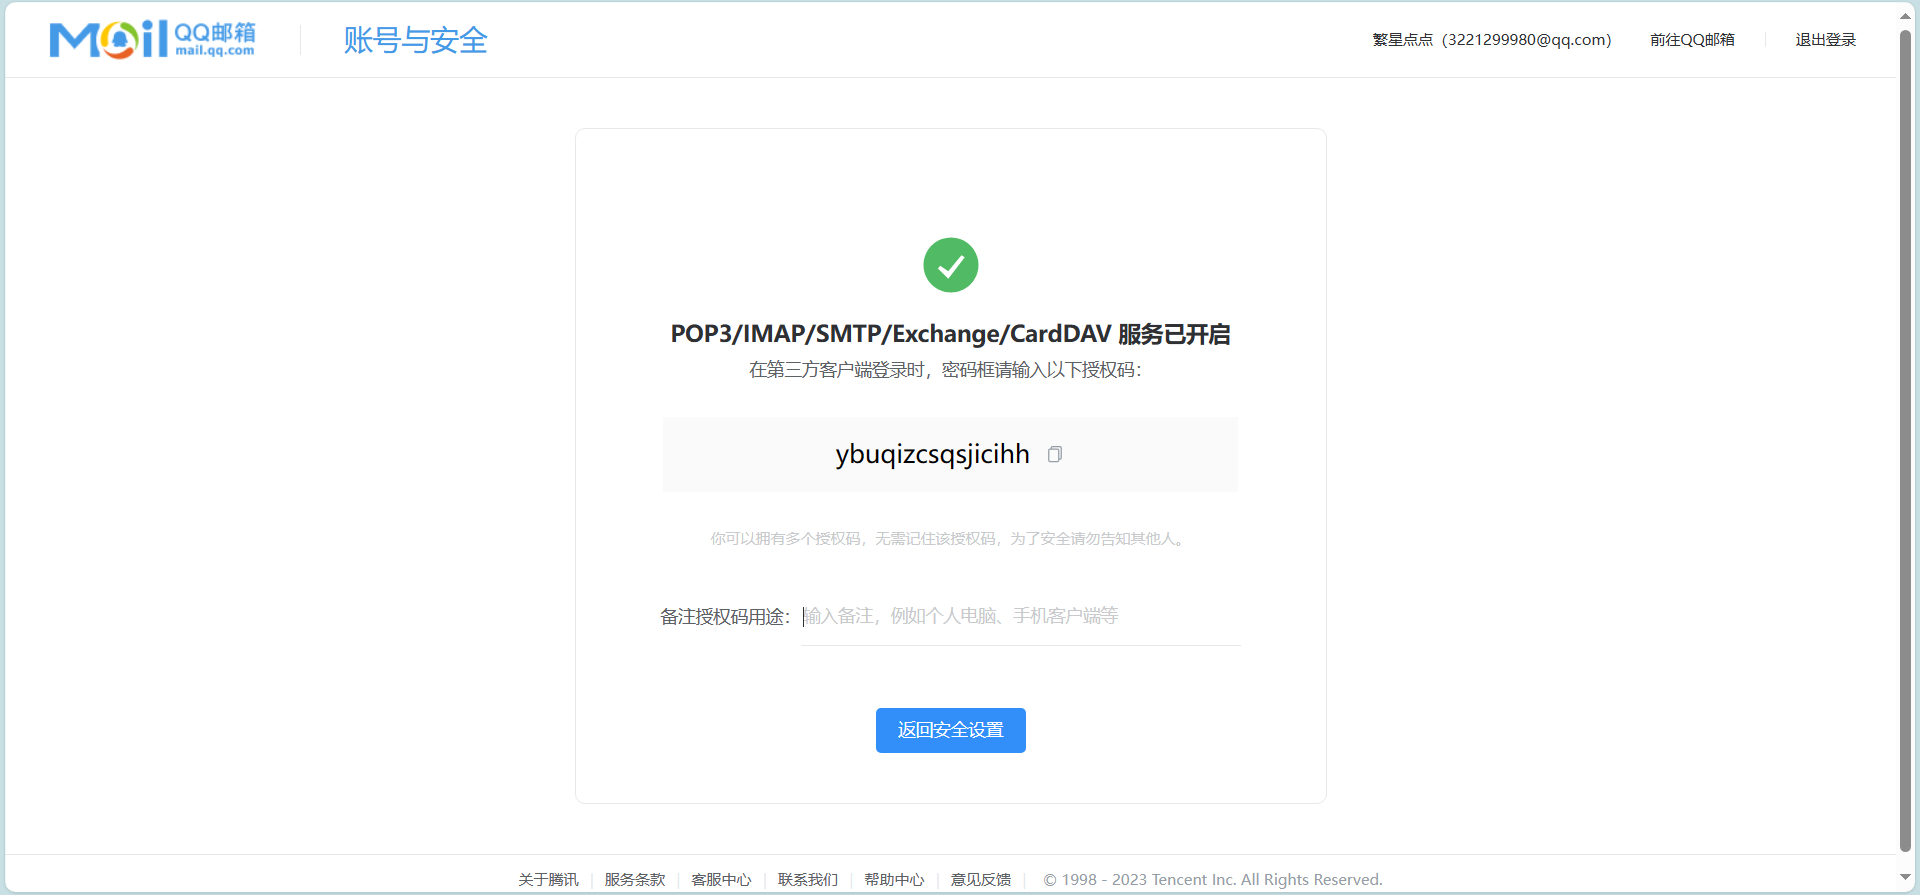 Mail QQ邮箱
mail.qq.com
账号与安全
繁星点点（3221299980@qq.com）
前往QQ邮箱
退出登录
POP3/IMAP/SMTP/Exchange/CardDAV 服务已开启
在第三方客户端登录时，密码框请输入以下授权码：
ybuqizcsqsjicihh
你可以拥有多个授权码，无需记住该授权码，为了安全请勿告知其他人。
备注授权码用途：输入备注，例如个人电脑、手机客户端等
返回安全设置
关于腾讯 | 服务条款 | 客服中心 | 联系我们 | 帮助中心 | 意见反馈 | © 1998 - 2023 Tencent Inc. All Rights Reserved.